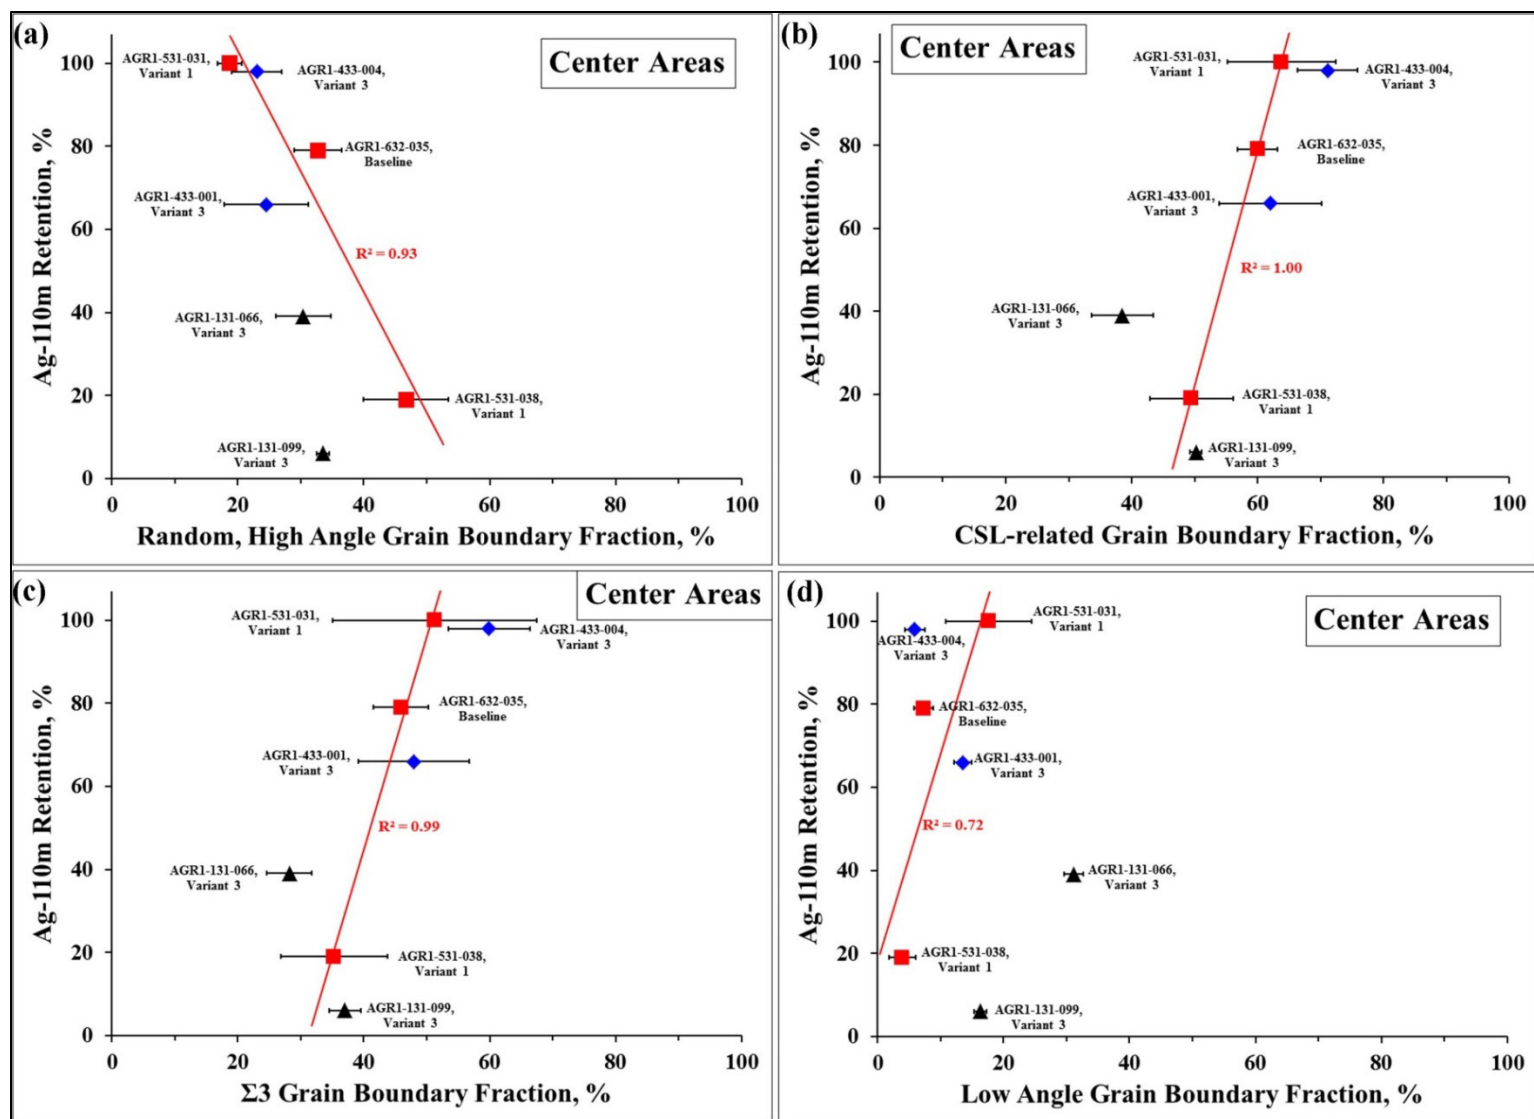 (a)
Center Areas
Ag-110m Retention, %
100
80
60
40
20
0
AGR1-531-031,
Variant 1
AGR1-433-004,
Variant 3
AGR1-632-035,
Baseline
AGR1-433-001,
Variant 3
R² = 0.93
AGR1-131-066,
Variant 3
AGR1-531-038,
Variant 1
AGR1-131-099,
Variant 3
0 20 40 60 80 100
Random, High Angle Grain Boundary Fraction, %
(b)
Center Areas
Ag-110m Retention, %
100
80
60
40
20
0
AGR1-531-031,
Variant 1
AGR1-433-004,
Variant 3
AGR1-632-035,
Baseline
AGR1-433-001,
Variant 3
R² = 1.00
AGR1-131-066,
Variant 3
AGR1-531-038,
Variant 1
AGR1-131-099,
Variant 3
0 20 40 60 80 100
CSL-related Grain Boundary Fraction, %
(c)
Center Areas
Ag-110m Retention, %
100
80
60
40
20
0
AGR1-531-031,
Variant 1
AGR1-433-004,
Variant 3
AGR1-632-035,
Baseline
AGR1-433-001,
Variant 3
R² = 0.99
AGR1-131-066,
Variant 3
AGR1-531-038,
Variant 1
AGR1-131-099,
Variant 3
0 20 40 60 80 100
Σ3 Grain Boundary Fraction, %
(d)
Center Areas
Ag-110m Retention, %
100
80
60
40
20
0
AGR1-531-031,
Variant 1
AGR1-433-004,
Variant 3
AGR1-632-035,
Baseline
AGR1-433-001,
Variant 3
R² = 0.72
AGR1-131-066,
Variant 3
AGR1-531-038,
Variant 1
AGR1-131-099,
Variant 3
0 20 40 60 80 100
Low Angle Grain Boundary Fraction, %